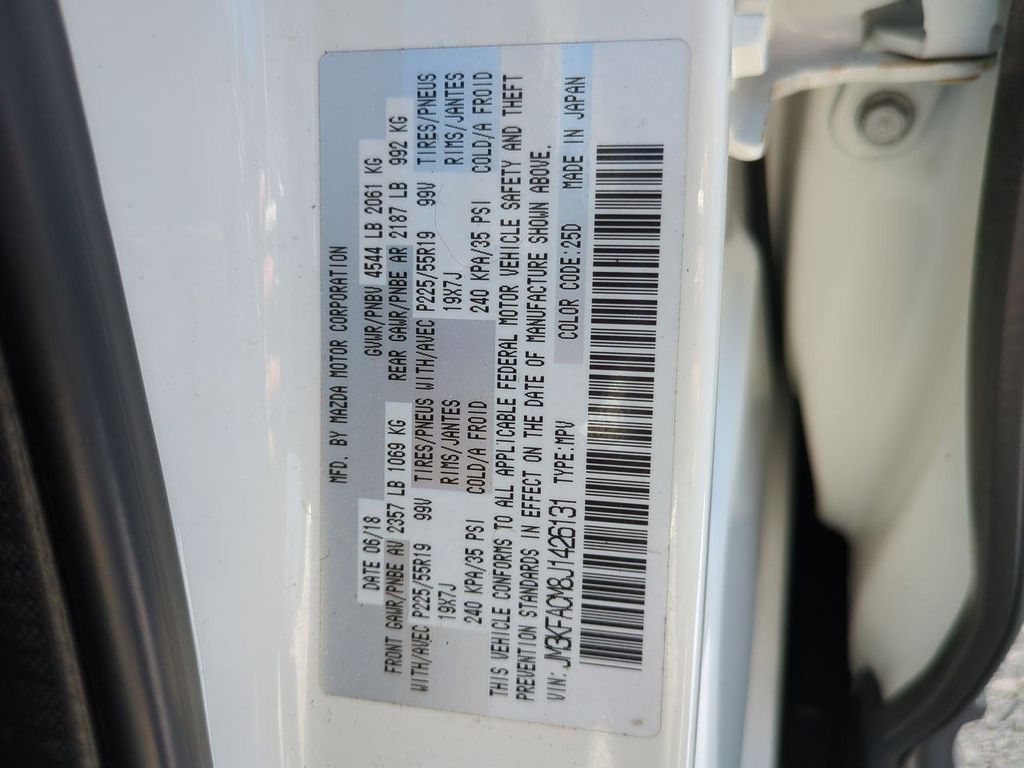 MFD. BY MAZDA MOTOR CORPORATION
DATE 06/18 GVWR/PNBV 4544 LB 2061 KG
FRONT GAWR/PNBE AV 2357 LB 1069 KG REAR GAWR/PNBE AR 2187 LB 992 KG
WITH/AVEC P225/55R19 99V TIRES/PNEUS WITH/AVEC P225/55R19 99V TIRES/PNEUS
19X7J RIMS/JANTES 19X7J RIMS/JANTES
240 KPA/35 PSI COLD/A FROID 240 KPA/35 PSI COLD/A FROID
THIS VEHICLE CONFORMS TO ALL APPLICABLE FEDERAL MOTOR VEHICLE SAFETY AND THEFT
PREVENTION STANDARDS IN EFFECT ON THE DATE OF MANUFACTURE SHOWN ABOVE.
VIN: JM3KFACM8J1426131 TYPE:MPV COLOR CODE:25D MADE IN JAPAN